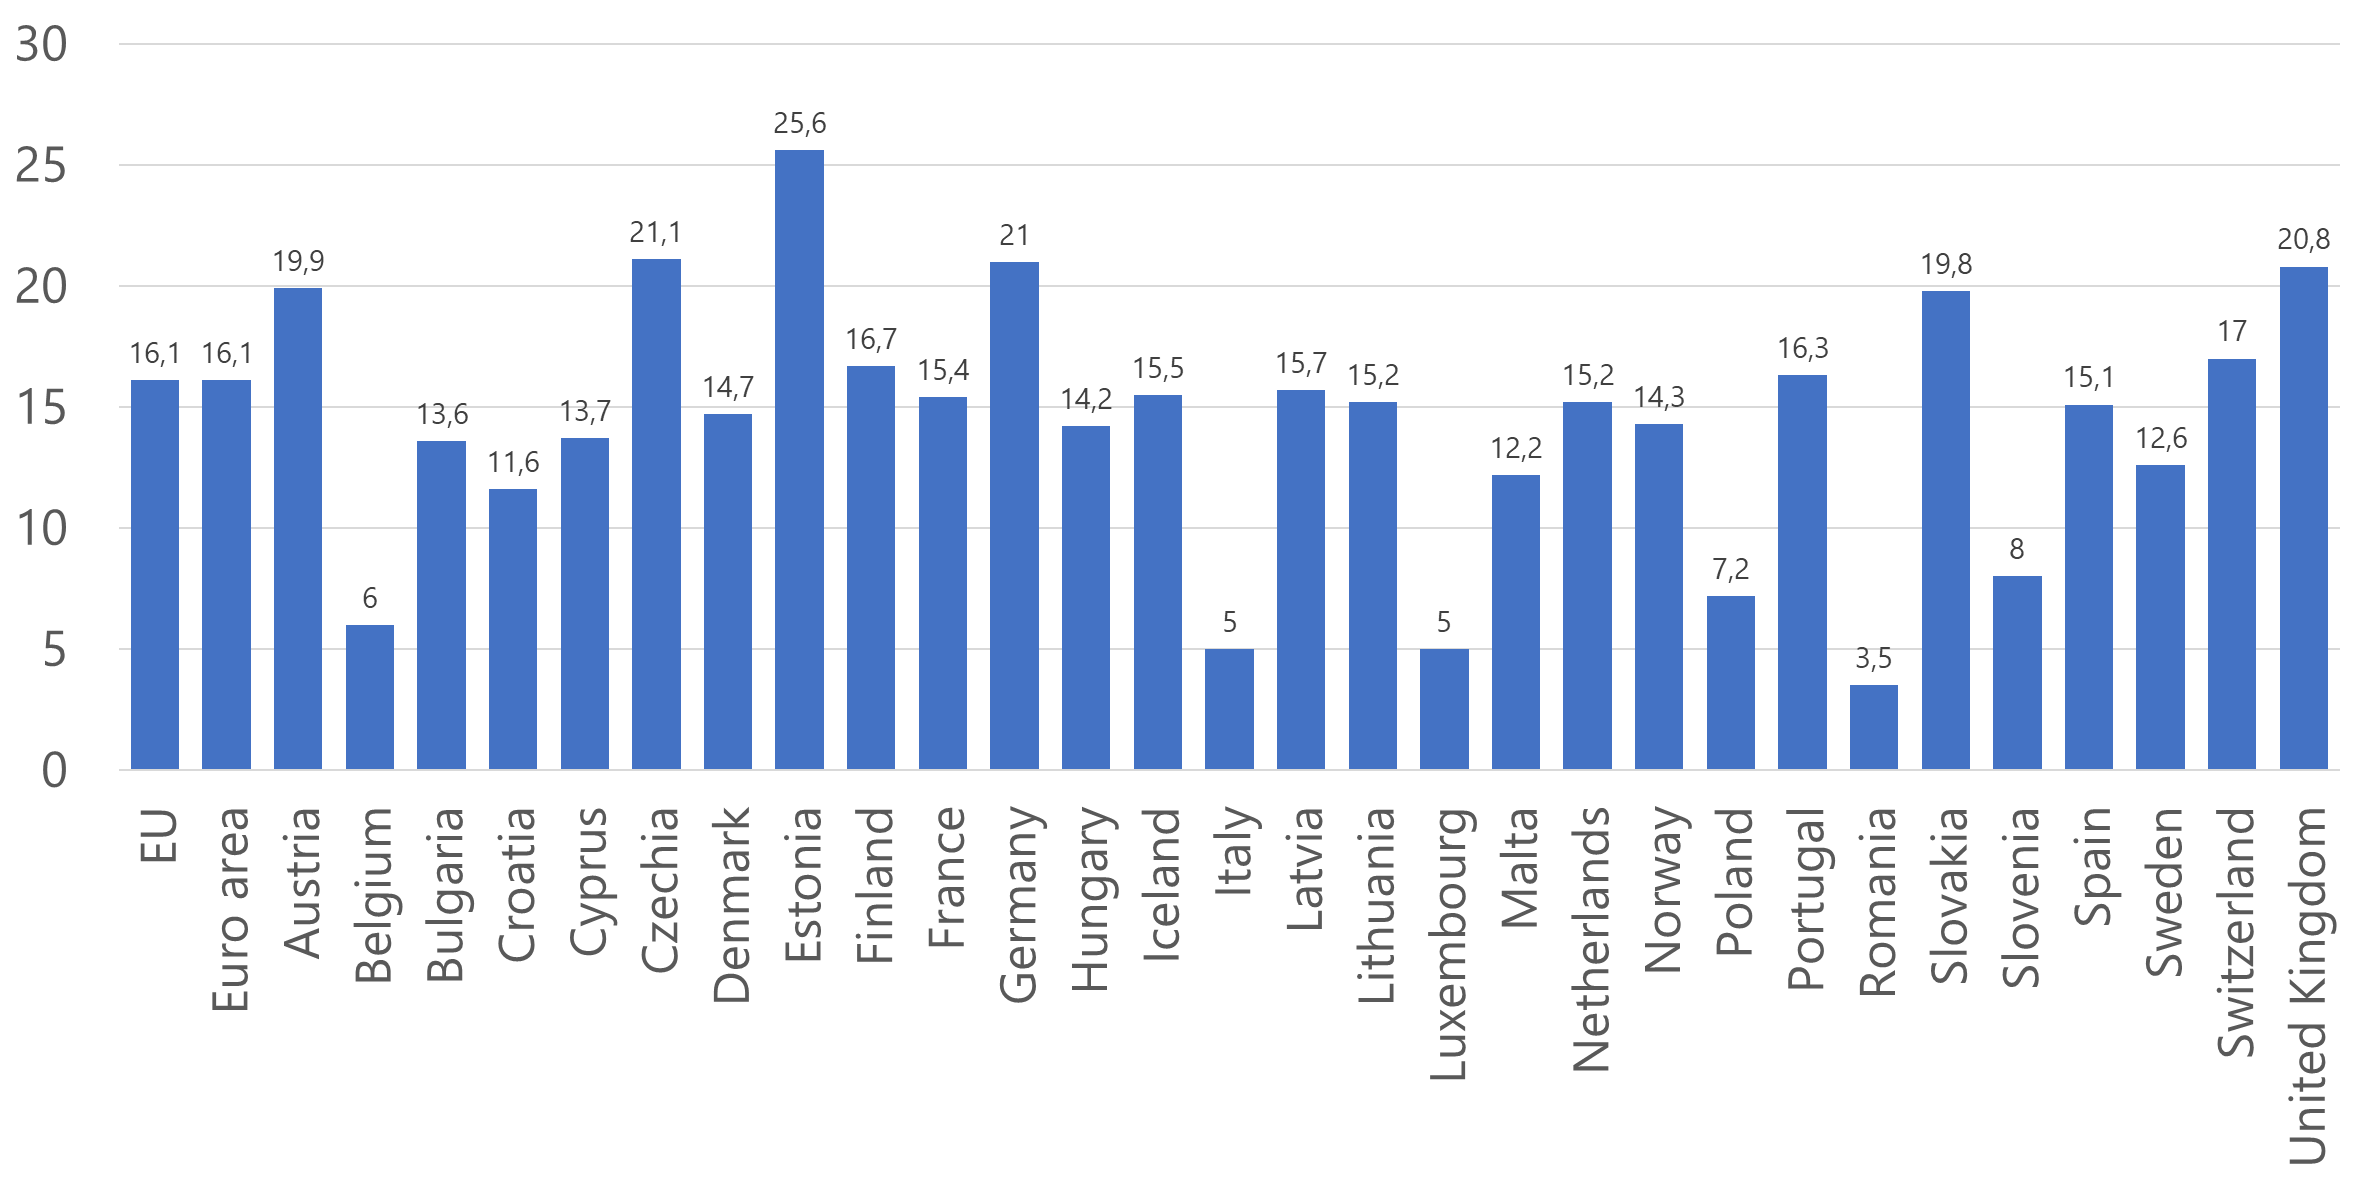 30
25
20
15
10
5
0
16,1
16,1
19,9
6
13,6
11,6
13,7
21,1
14,7
25,6
16,7
15,4
21
14,2
15,5
5
15,7
15,2
5
12,2
15,2
14,3
7,2
16,3
3,5
19,8
8
15,1
12,6
17
20,8
EU
Euro area
Austria
Belgium
Bulgaria
Croatia
Cyprus
Czechia
Denmark
Estonia
Finland
France
Germany
Hungary
Iceland
Italy
Latvia
Lithuania
Luxembourg
Malta
Netherlands
Norway
Poland
Portugal
Romania
Slovakia
Slovenia
Spain
Sweden
Switzerland
United Kingdom